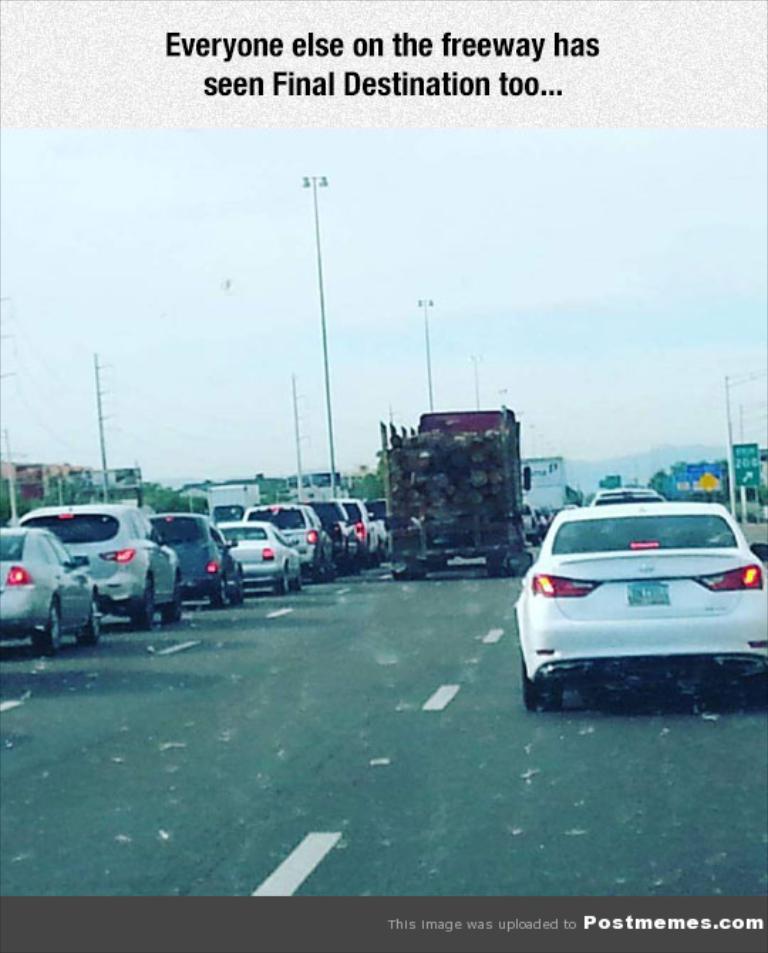 Everyone else on the freeway has
seen Final Destination too...
This image was uploaded to Postmemes.com